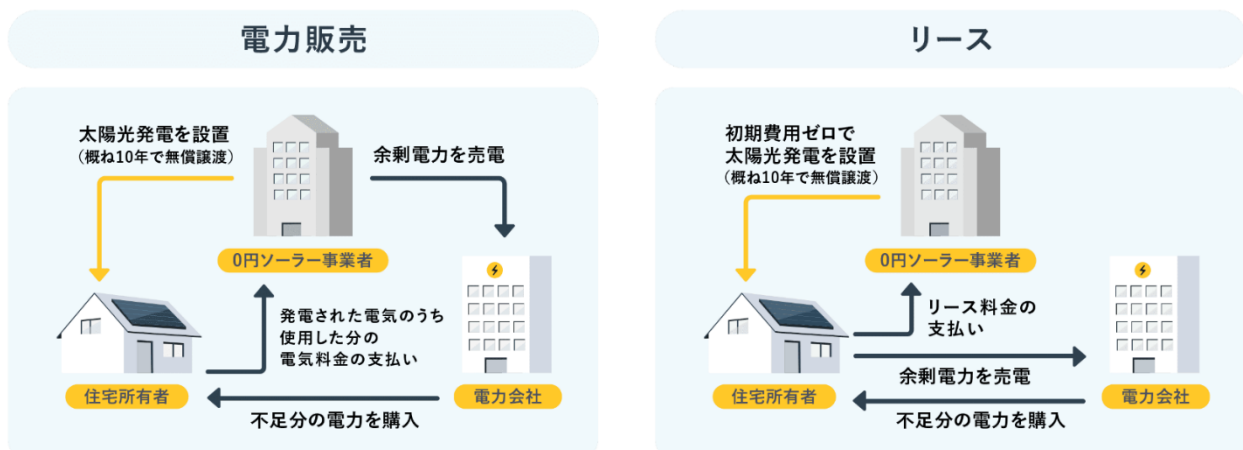 電力販売
太陽光発電を設置
（概ね10年で無償譲渡）
余剰電力を売電
0円ソーラー事業者
発電された電気のうち
使用した分の
電気料金の支払い
住宅所有者
電力会社
不足分の電力を購入
リース
初期費用ゼロで
太陽光発電を設置
（概ね10年で無償譲渡）
0円ソーラー事業者
リース料金の
支払い
余剰電力を売電
住宅所有者
電力会社
不足分の電力を購入